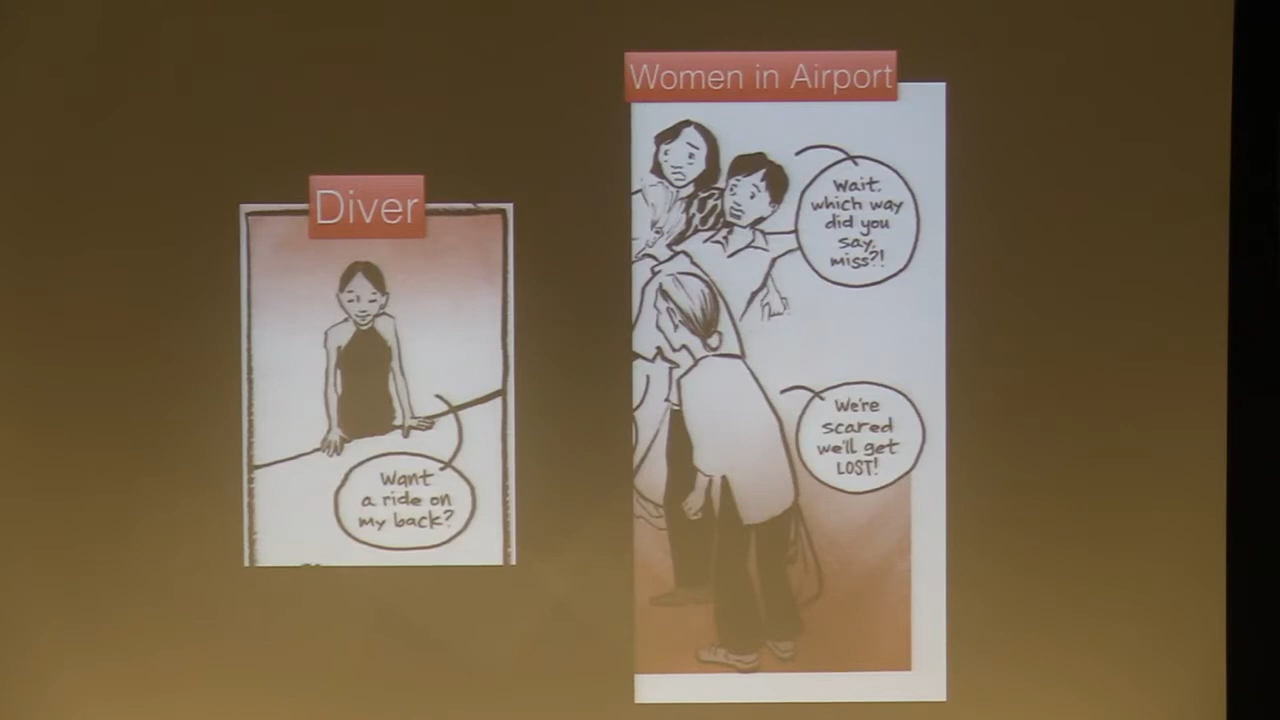 Diver
Want
a ride on
my back?
Women in Airport
Wait,
which way
did you
say,
miss?!
We're
scared
we'll get
LOST!